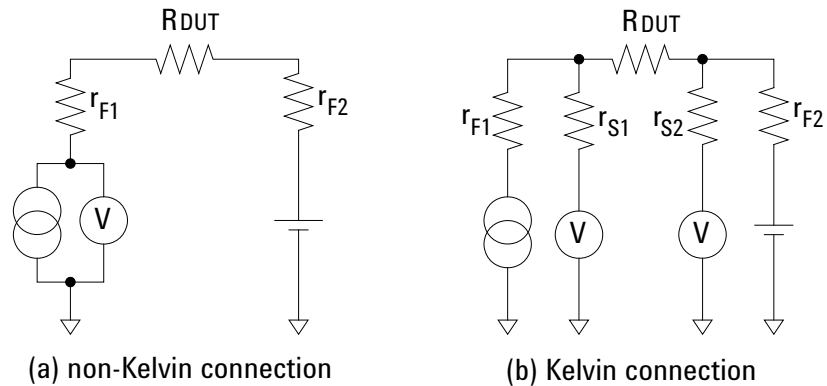 RDUT
rF1
rF2
V
(a) non-Kelvin connection
RDUT
rF1
rS1
rS2
rF2
V
V
(b) Kelvin connection